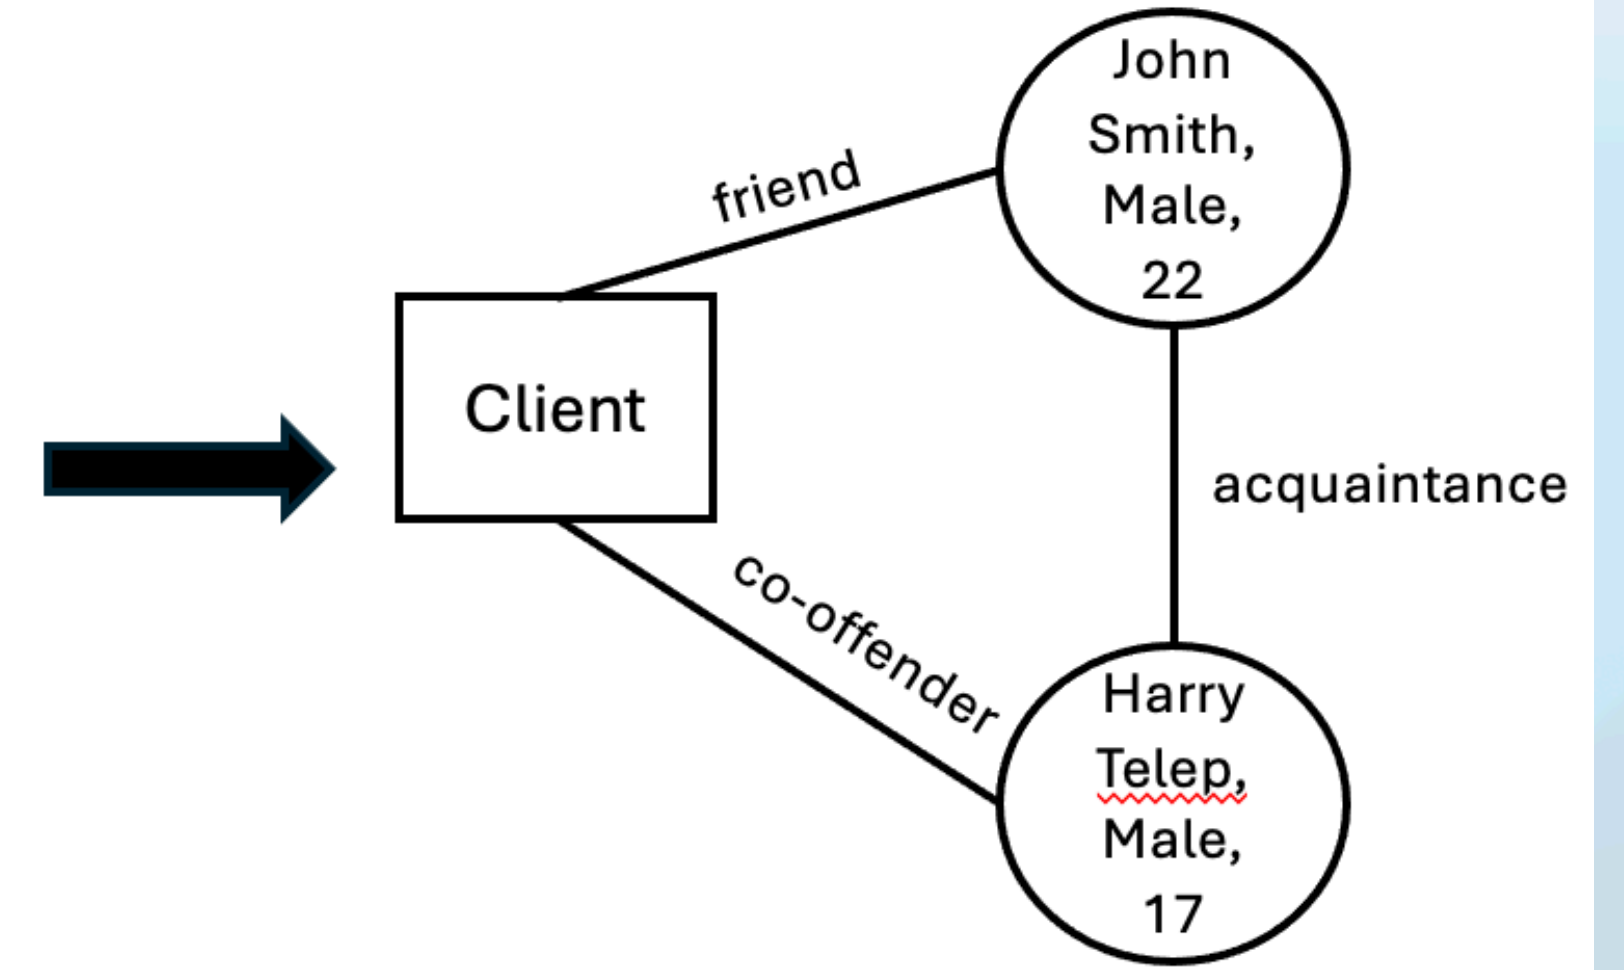 John
Smith,
Male,
22
friend
Client
acquaintance
co-offender
Harry
Telep,
Male,
17